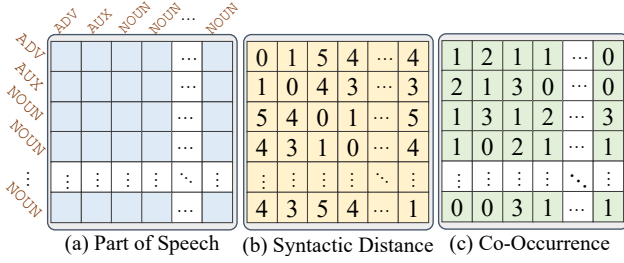 ADV AUX NOUN NOUN ... NOUN
ADV ...
AUX ...
NOUN ...
NOUN ...
⋮ ⋮ ⋮ ⋮ ⋮ ⋱ ⋮
NOUN ...
(a) Part of Speech
0 1 5 4 ... 4
1 0 4 3 ... 3
5 4 0 1 ... 5
4 3 1 0 ... 4
⋮ ⋮ ⋮ ⋮ ⋱ ⋮
4 3 5 4 ... 1
(b) Syntactic Distance
1 2 1 1 ... 0
2 1 3 0 ... 0
1 3 1 2 ... 3
1 0 2 1 ... 1
⋮ ⋮ ⋮ ⋮ ⋱ ⋮
0 0 3 1 ... 1
(c) Co-Occurrence